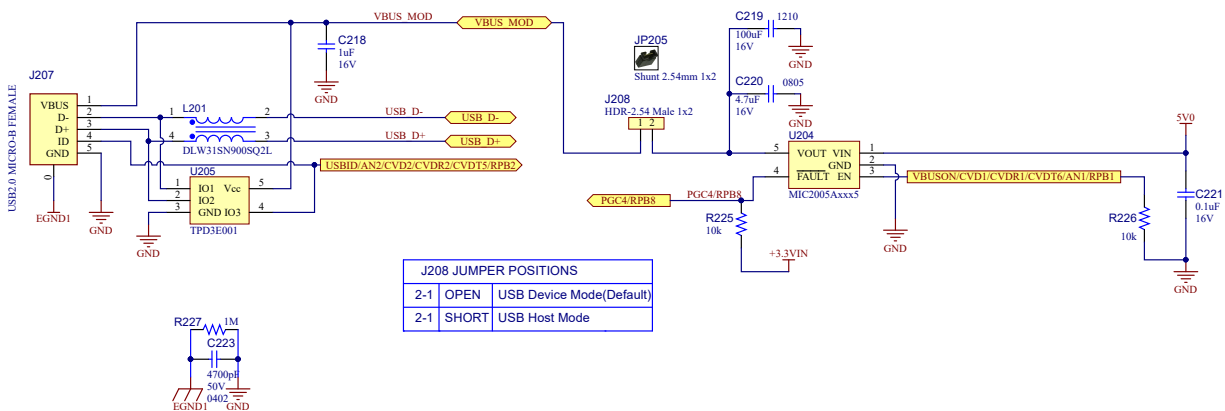 VBUS_MOD
VBUS_MOD
C218
1uF
16V
GND
JP205
Shunt 2.54mm 1x2
C219
1210
100uF
16V
GND
C220
0805
4.7uF
16V
GND
J207
USB2.0 MICRO-B FEMALE
VBUS 1
D- 2
D+ 3
ID 4
GND 5
0
EGND1
GND
1 L201 2
4 3
DLW31SN900SQ2L
USB_D-
USB_D-
USB_D+
USB_D+
USBID/AN2/CVD2/CVDR2/CVDT5/RPB2
U205
1 IO1 Vcc 5
2 IO2
3 GND IO3 4
TPD3E001
GND
J208
HDR-2.54 Male 1x2
1 2
U204
5 VOUT VIN 1
GND 2
4 FAULT EN 3
MIC2005Axxx5
GND
VBUSON/CVD1/CVDR1/CVDT6/AN1/RPB1
5V0
C221
0.1uF
16V
R226
10k
GND
PGC4/RPB8
PGC4/RPB8
R225
10k
+3.3VIN
J208 JUMPER POSITIONS
2-1 OPEN USB Device Mode(Default)
2-1 SHORT USB Host Mode
R227
1M
C223
4700pF
50V
0402
EGND1
GND